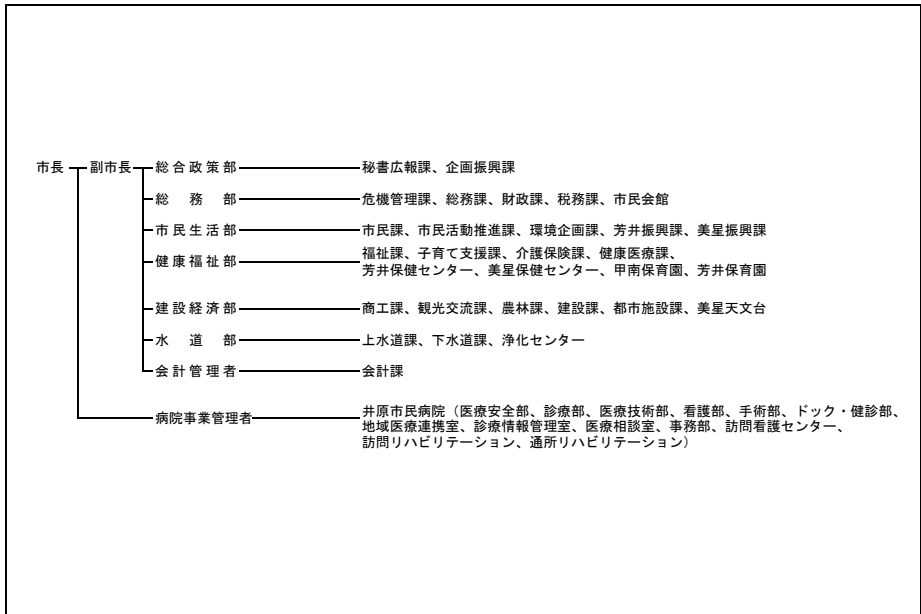 市長 副市長 総合政策部 秘書広報課、企画振興課
総務部 危機管理課、総務課、財政課、税務課、市民会館
市民生活部 市民課、市民活動推進課、環境企画課、芳井振興課、美星振興課
健康福祉部 福祉課、子育て支援課、介護保険課、健康医療課、
芳井保健センター、美星保健センター、甲南保育園、芳井保育園
建設経済部 商工課、観光交流課、農林課、建設課、都市施設課、美星天文台
水道部 上水道課、下水道課、浄化センター
会計管理者 会計課
病院事業管理者 井原市民病院（医療安全部、診療部、医療技術部、看護部、手術部、ドック・健診部、
地域医療連携室、診療情報管理室、医療相談室、事務部、訪問看護センター、
訪問リハビリテーション、通所リハビリテーション）